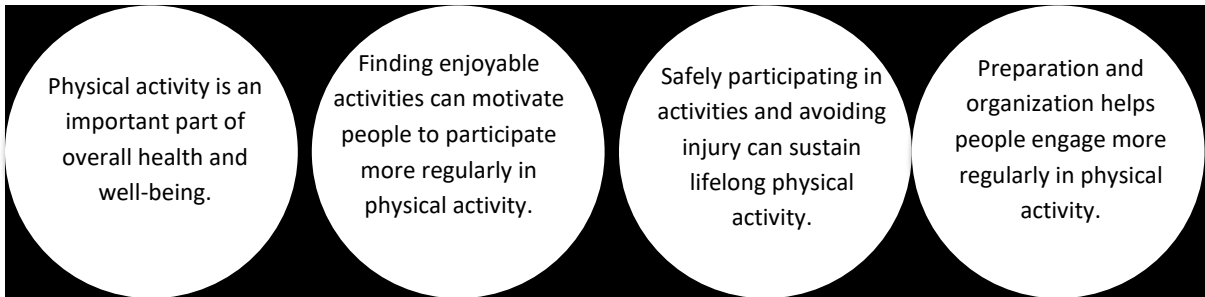 Physical activity is an
important part of
overall health and
well-being.
Finding enjoyable
activities can motivate
people to participate
more regularly in
physical activity.
Safely participating in
activities and avoiding
injury can sustain
lifelong physical
activity.
Preparation and
organization helps
people engage more
regularly in physical
activity.